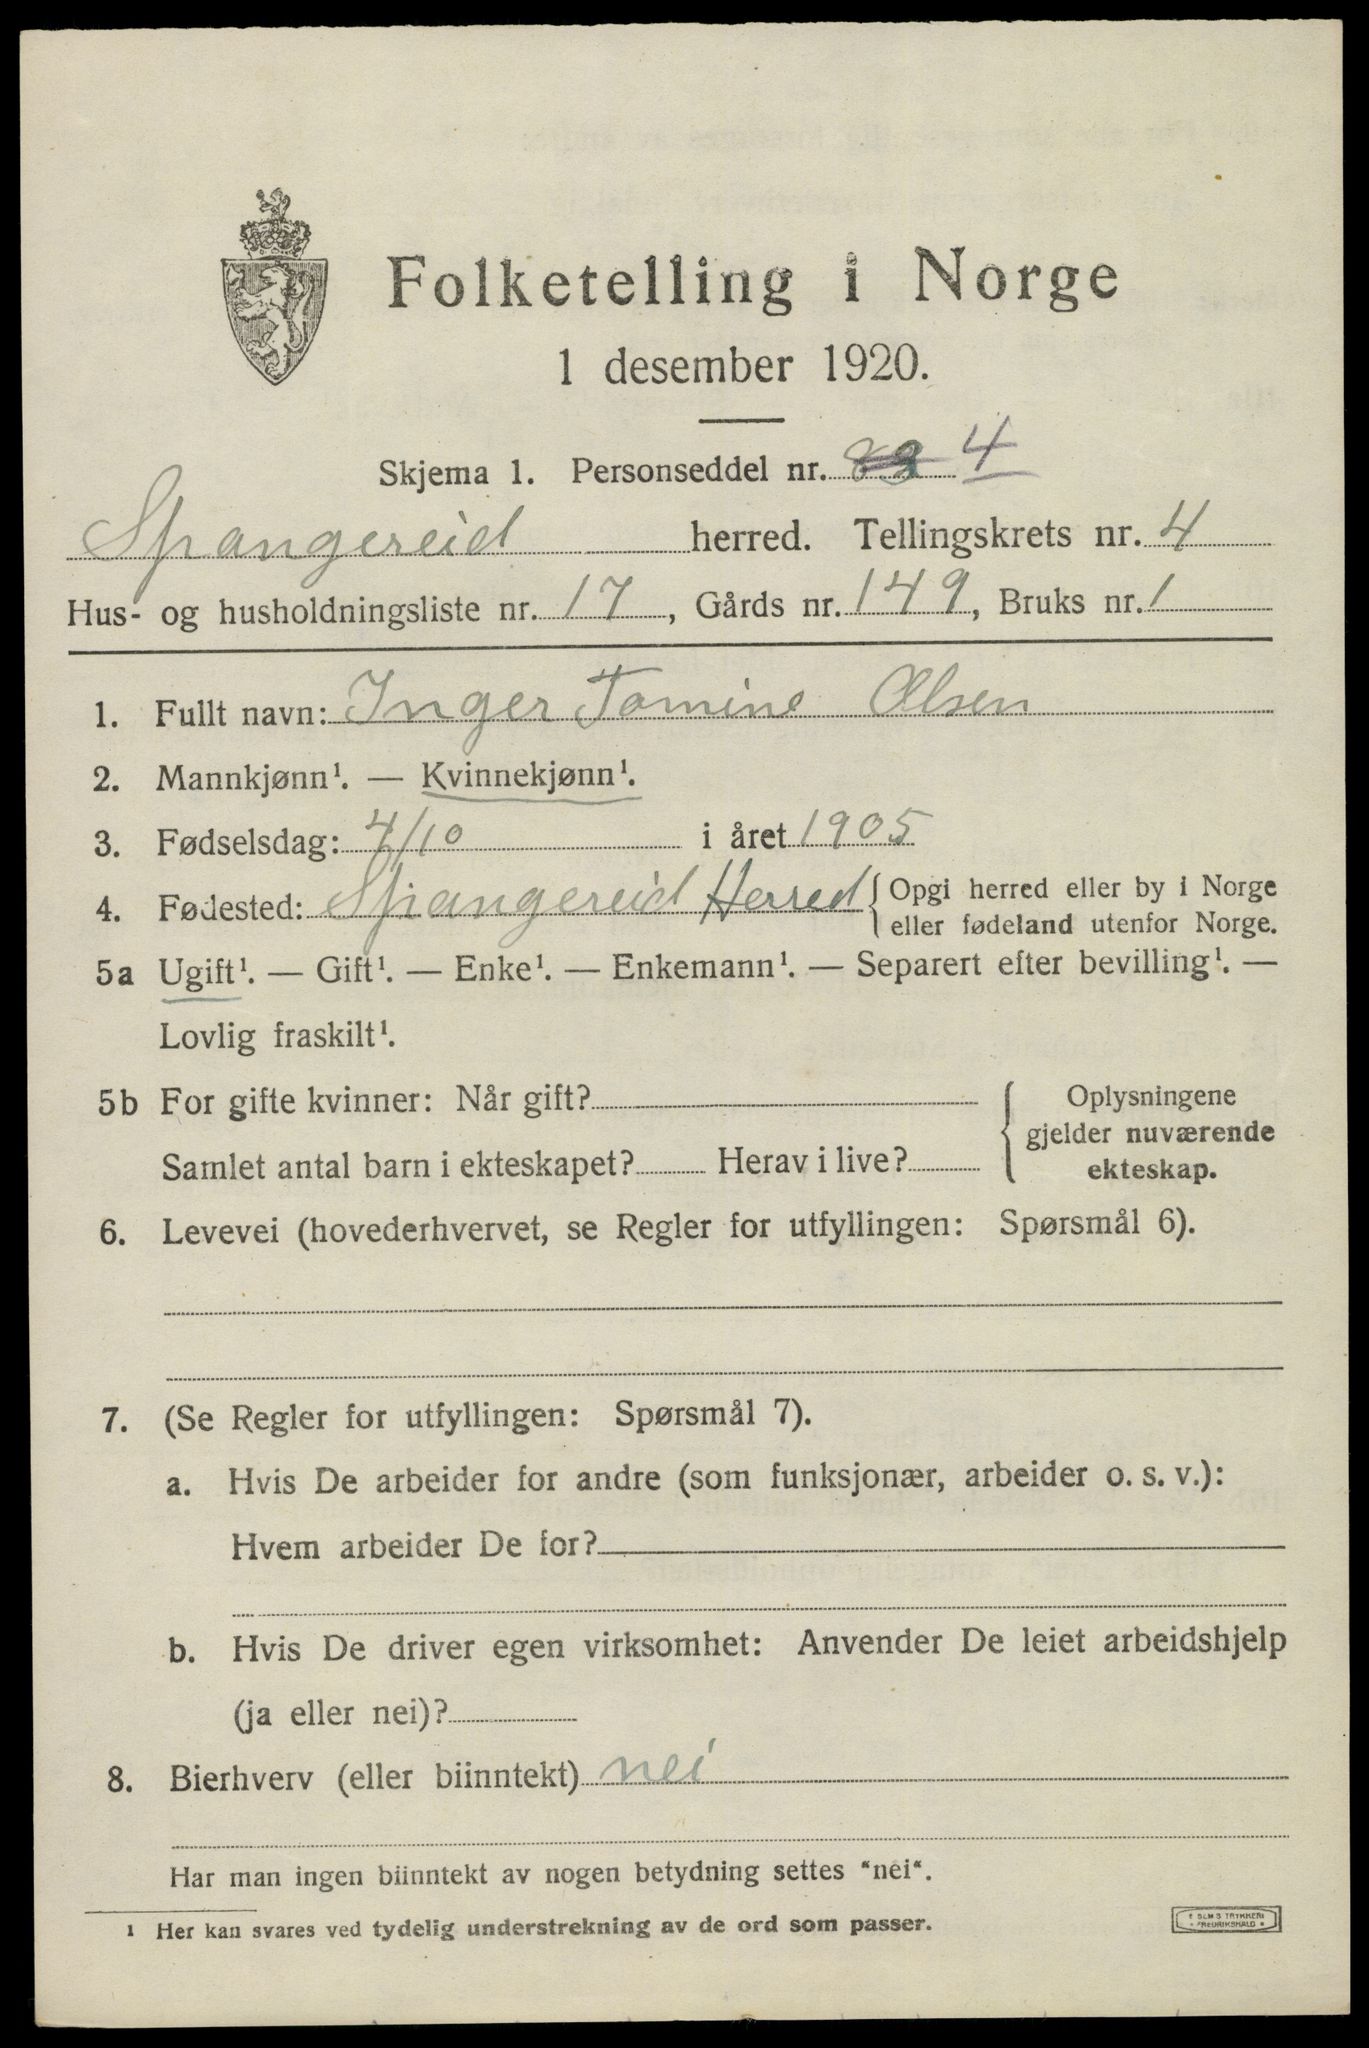 Folketelling i Norge
1 desember 1920.
Skjema 1. Personseddel nr. 83 4
Spangereid herred. Tellingskrets nr. 4
Hus- og husholdningsliste nr. 17, Gårds nr. 149, Bruks nr. 1
1. Fullt navn: Inger Tomine Olsen
2. Mannkjønn¹. — Kvinnekjønn¹.
3. Fødselsdag: 4/10 i året 1905
4. Fødested: Spangereid Herred { Opgi herred eller by i Norge
eller fødeland utenfor Norge.
5a Ugift¹. — Gift¹. — Enke¹. — Enkemann¹. — Separert efter bevilling¹. —
Lovlig fraskilt¹.
5b For gifte kvinner: Når gift?
Samlet antal barn i ekteskapet? Herav i live?
Oplysningene
gjelder nuværende
ekteskap.
6. Levevei (hovederhvervet, se Regler for utfyllingen: Spørsmål 6).
7. (Se Regler for utfyllingen: Spørsmål 7).
a. Hvis De arbeider for andre (som funksjonær, arbeider o. s. v.):
Hvem arbeider De for?
b. Hvis De driver egen virksomhet: Anvender De leiet arbeidshjelp
(ja eller nei)?
8. Bierhverv (eller biinntekt) nei
Har man ingen biinntekt av nogen betydning settes "nei".
1 Her kan svares ved tydelig understrekning av de ord som passer.
TRYKKERI
FREDRIKSHALD